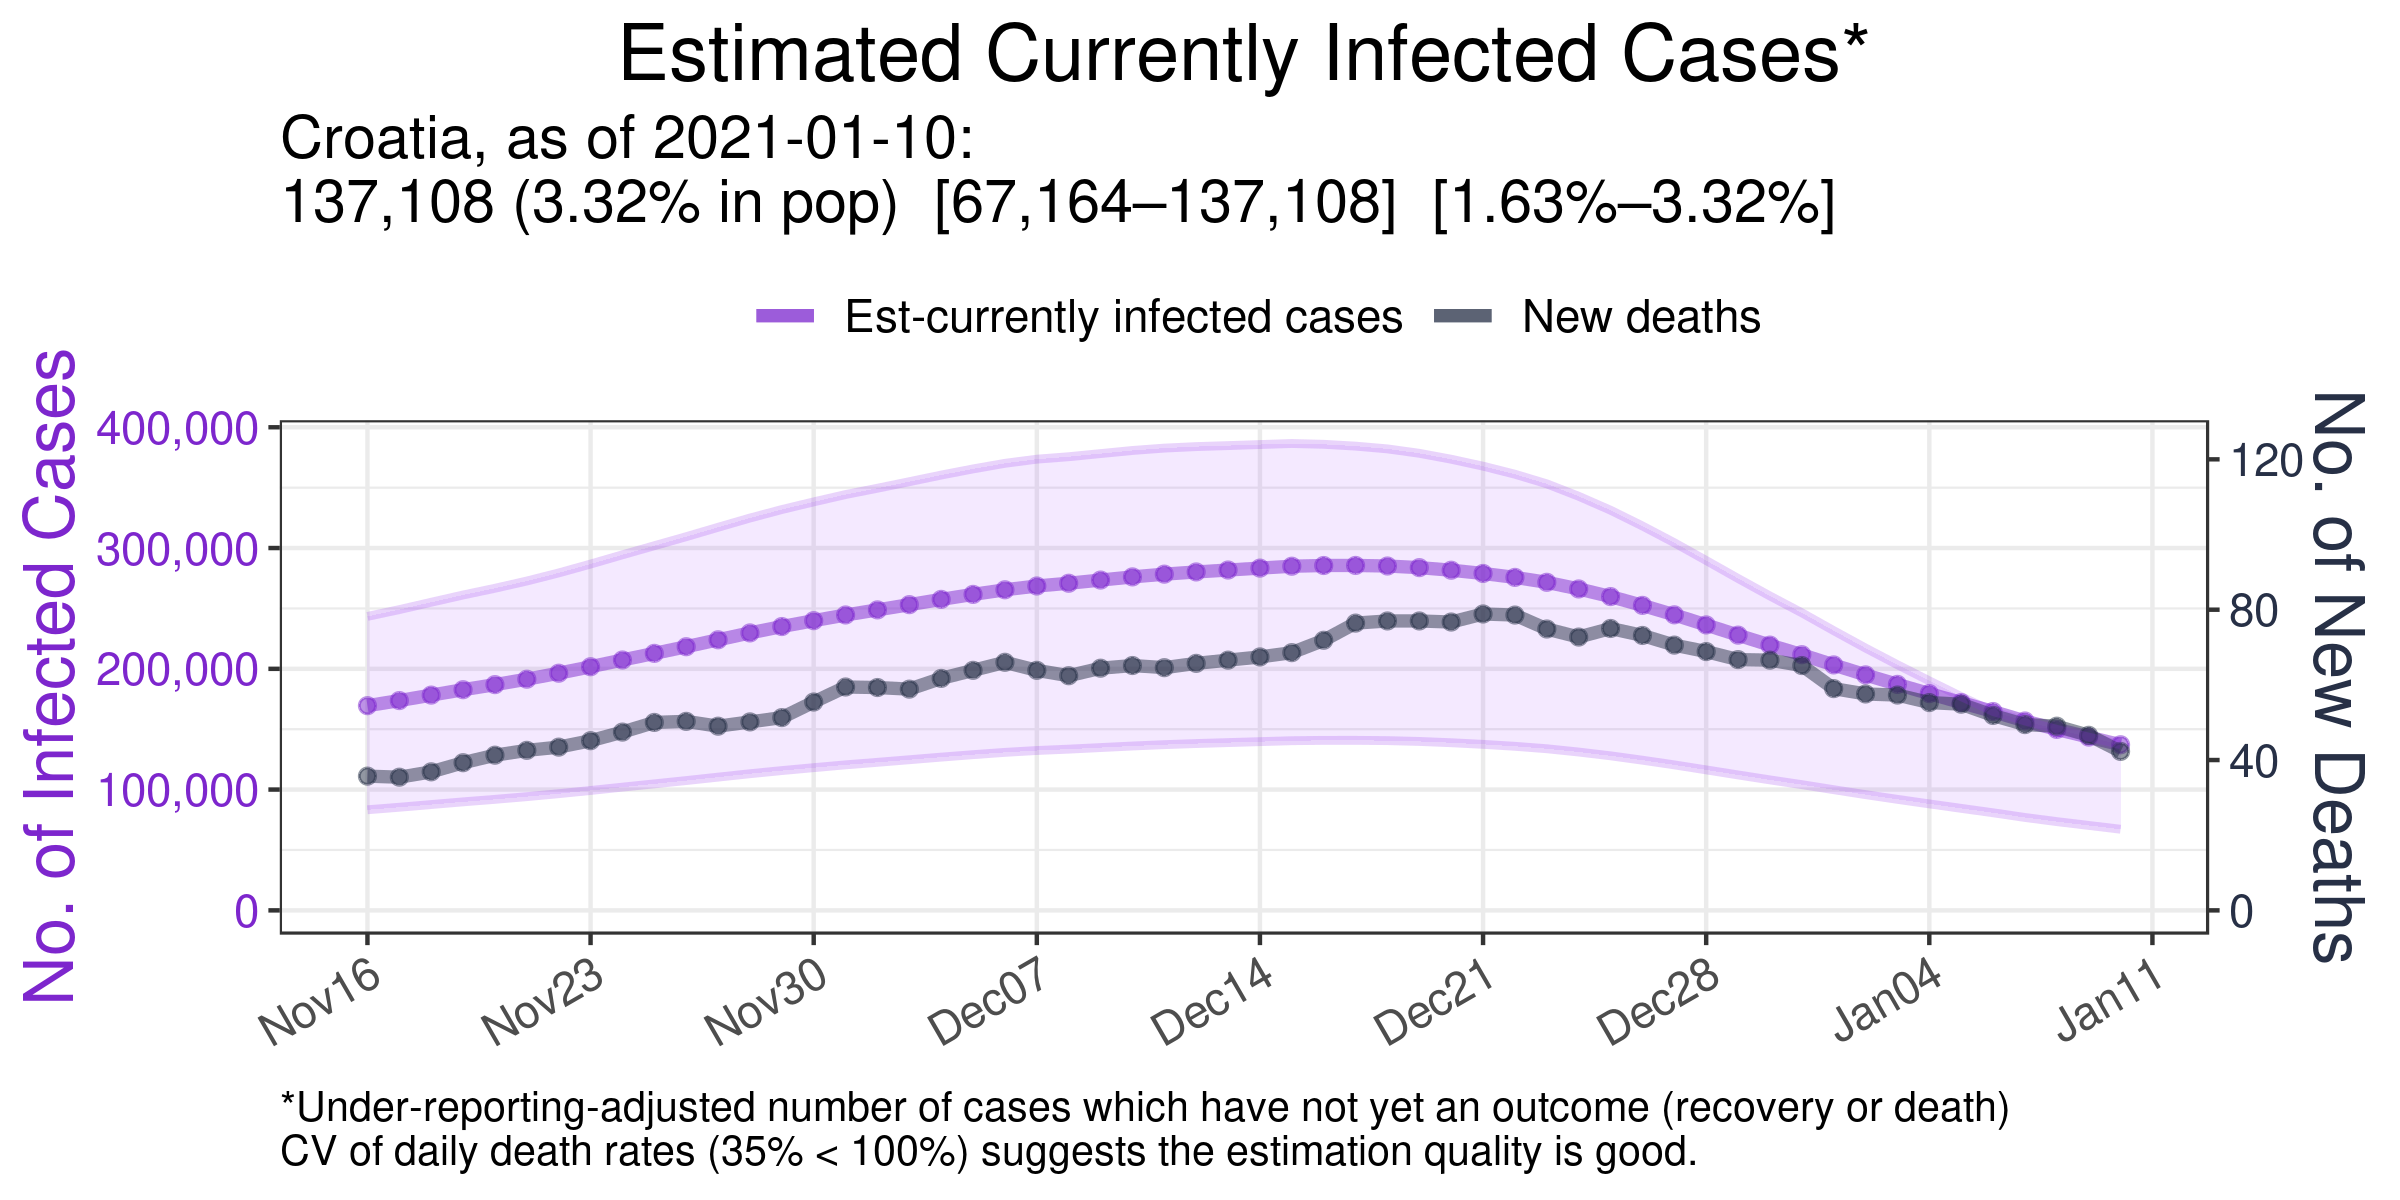 Estimated Currently Infected Cases*
Croatia, as of 2021-01-10:
137,108 (3.32% in pop)  [67,164–137,108]  [1.63%–3.32%]
Est-currently infected cases
New deaths
No. of Infected Cases
400,000
300,000
200,000
100,000
0
No. of New Deaths
120
80
40
0
Nov16
Nov23
Nov30
Dec07
Dec14
Dec21
Dec28
Jan04
Jan11
*Under-reporting-adjusted number of cases which have not yet an outcome (recovery or death)
CV of daily death rates (35% < 100%) suggests the estimation quality is good.